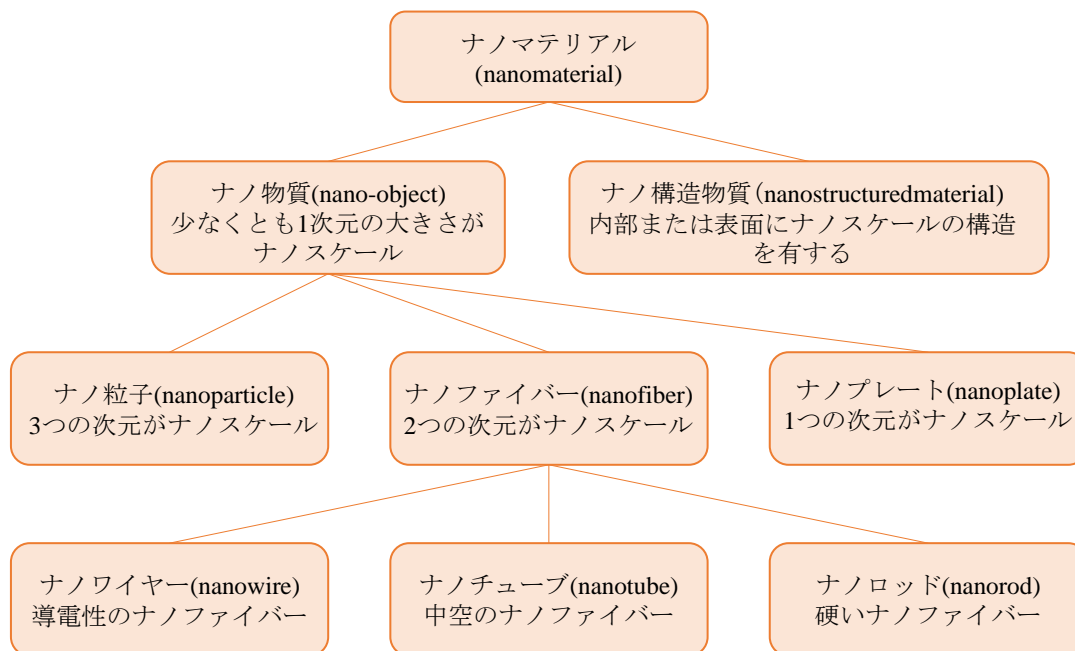 ナノマテリアル
(nanomaterial)
ナノ物質(nano-object)
少なくとも1次元の大きさが
ナノスケール
ナノ構造物質(nanostructuredmaterial)
内部または表面にナノスケールの構造
を有する
ナノ粒子(nanoparticle)
3つの次元がナノスケール
ナノファイバー(nanofiber)
2つの次元がナノスケール
ナノプレート(nanoplate)
1つの次元がナノスケール
ナノワイヤー(nanowire)
導電性のナノファイバー
ナノチューブ(nanotube)
中空のナノファイバー
ナノロッド(nanorod)
硬いナノファイバー